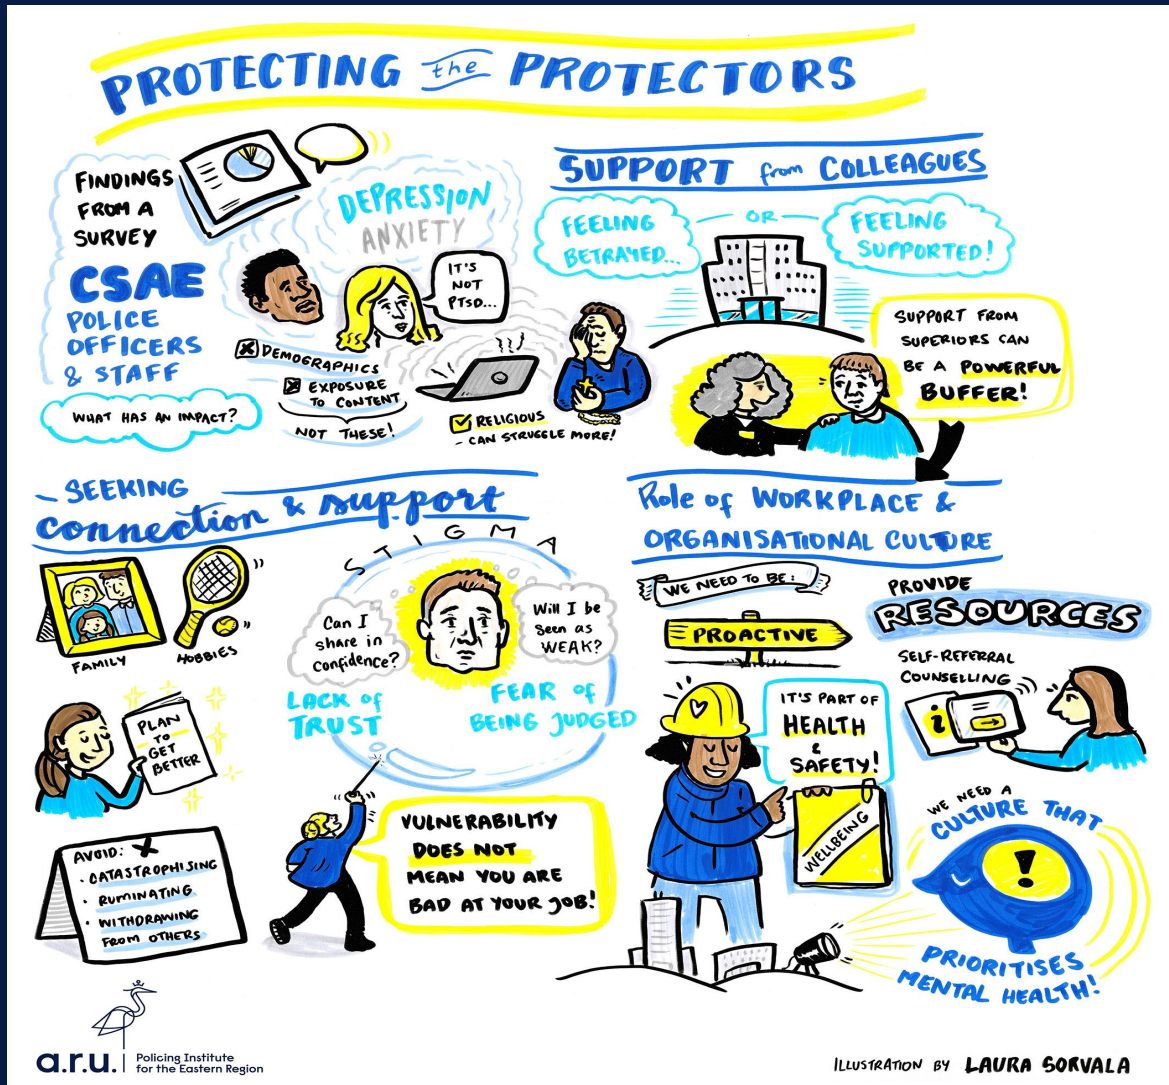 PROTECTING the PROTECTORS
FINDINGS
FROM A
SURVEY
CSAE
POLICE
OFFICERS
& STAFF
WHAT HAS AN IMPACT?
DEPRESSION
ANXIETY
IT'S
NOT
PTSD...
DEMOGRAPHICS
EXPOSURE
TO CONTENT
NOT THESE!
RELIGIOUS
- CAN STRUGGLE MORE!
SUPPORT from COLLEAGUES
FEELING
BETRAYED...
— OR —
FEELING
SUPPORTED!
SUPPORT FROM
SUPERIORS CAN
BE A POWERFUL
BUFFER!
- SEEKING
connection & support
FAMILY
HOBBIES
PLAN
TO
GET
BETTER
AVOID:
· CATASTROPHISING
· RUMINATING
· WITHDRAWING
FROM OTHERS
STIGMA
Can I
share in
confidence?
Will I be
seen as
WEAK?
LACK of
TRUST
FEAR of
BEING JUDGED
VULNERABILITY
DOES NOT
MEAN YOU ARE
BAD AT YOUR JOB!
Role of WORKPLACE &
ORGANISATIONAL CULTURE
WE NEED TO BE:
PROACTIVE
IT'S PART OF
HEALTH
&
SAFETY!
WELLBEING
PROVIDE
RESOURCES
SELF-REFERRAL
COUNSELLING
i
WE NEED A
CULTURE THAT
!
PRIORITISES
MENTAL HEALTH!
a.r.u.
Policing Institute
for the Eastern Region
ILLUSTRATION BY LAURA SORVALA